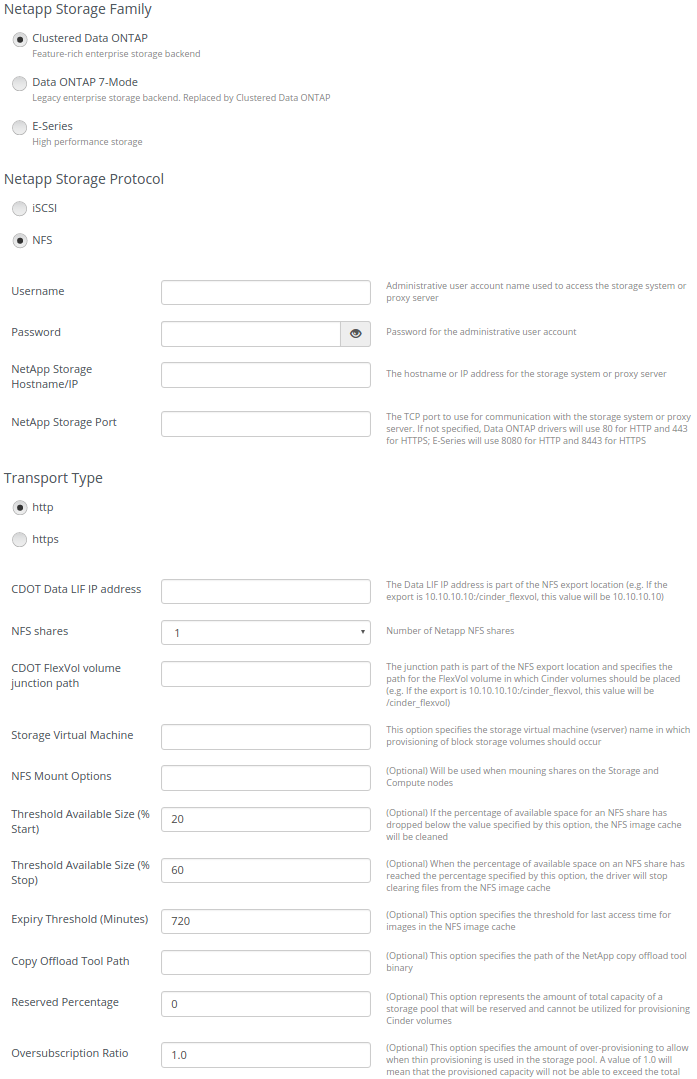 Netapp Storage Family
Clustered Data ONTAP
Feature-rich enterprise storage backend
Data ONTAP 7-Mode
Legacy enterprise storage backend. Replaced by Clustered Data ONTAP
E-Series
High performance storage
Netapp Storage Protocol
iSCSI
NFS
Username
Administrative user account name used to access the storage system or
proxy server
Password
Password for the administrative user account
NetApp Storage
Hostname/IP
The hostname or IP address for the storage system or proxy server
NetApp Storage Port
The TCP port to use for communication with the storage system or proxy
server. If not specified, Data ONTAP drivers will use 80 for HTTP and 443
for HTTPS; E-Series will use 8080 for HTTP and 8443 for HTTPS
Transport Type
http
https
CDOT Data LIF IP address
The Data LIF IP address is part of the NFS export location (e.g. If the
export is 10.10.10.10:/cinder_flexvol, this value will be 10.10.10.10)
NFS shares
1
Number of Netapp NFS shares
CDOT FlexVol volume
junction path
The junction path is part of the NFS export location and specifies the
path for the FlexVol volume in which Cinder volumes should be placed
(e.g. If the export is 10.10.10.10:/cinder_flexvol, this value will be
/cinder_flexvol)
Storage Virtual Machine
This option specifies the storage virtual machine (vserver) name in which
provisioning of block storage volumes should occur
NFS Mount Options
(Optional) Will be used when mouning shares on the Storage and
Compute nodes
Threshold Available Size (%
Start)
20
(Optional) If the percentage of available space for an NFS share has
dropped below the value specified by this option, the NFS image cache
will be cleaned
Threshold Available Size (%
Stop)
60
(Optional) When the percentage of available space on an NFS share has
reached the percentage specified by this option, the driver will stop
clearing files from the NFS image cache
Expiry Threshold (Minutes)
720
(Optional) This option specifies the threshold for last access time for
images in the NFS image cache
Copy Offload Tool Path
(Optional) This option specifies the path of the NetApp copy offload tool
binary
Reserved Percentage
0
(Optional) This option represents the amount of total capacity of a
storage pool that will be reserved and cannot be utilized for provisioning
Cinder volumes
Oversubscription Ratio
1.0
(Optional) This option specifies the amount of over-provisioning to allow
when thin provisioning is used in the storage pool. A value of 1.0 will
mean that the provisioned capacity will not be able to exceed the total